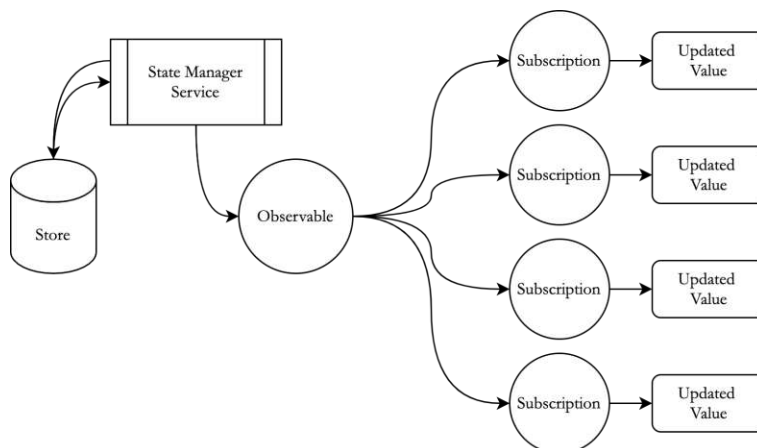 Subscription
Updated
Value
State Manager
Service
Subscription
Updated
Value
Observable
Store
Subscription
Updated
Value
Subscription
Updated
Value